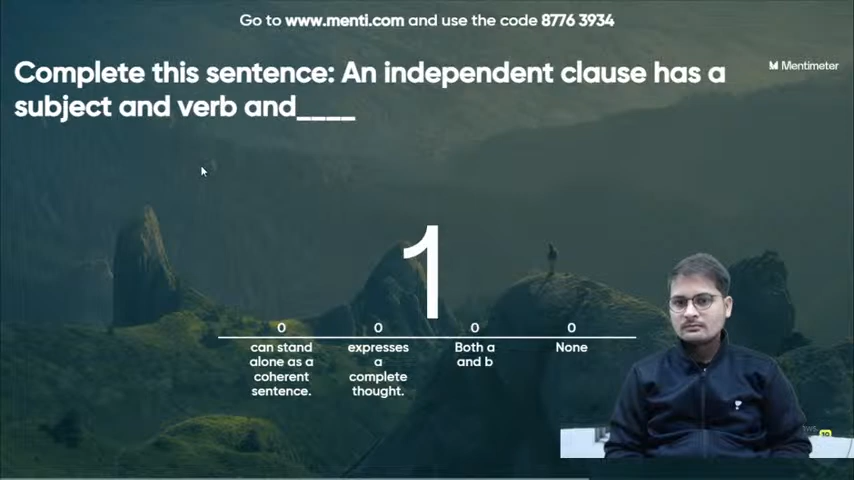 Go to www.menti.com and use the code 8776 3934
Complete this sentence: An independent clause has a
subject and verb and____
Mentimeter
1
0 0 0 0
can stand
alone as a
coherent
sentence.
expresses
a
complete
thought.
Both a
and b
None